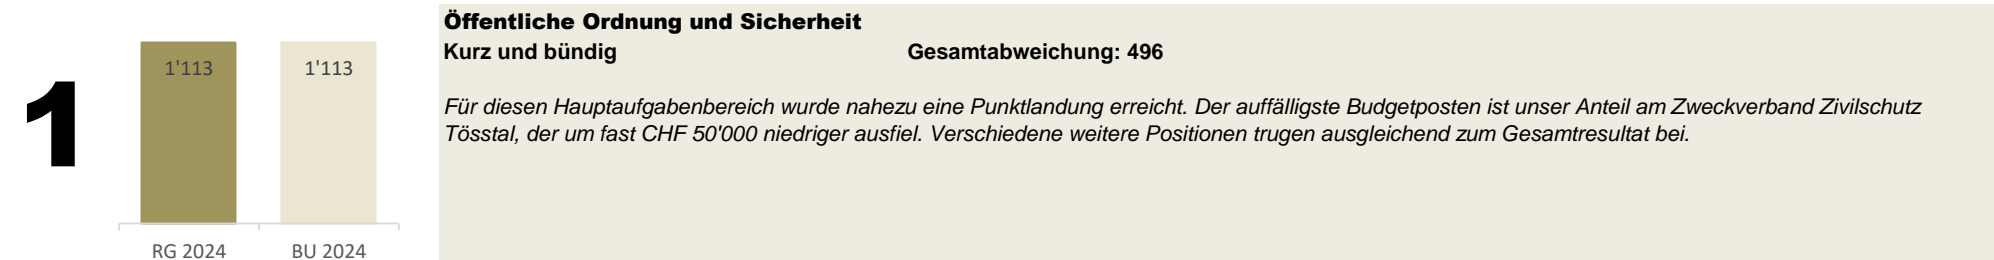 1
1'113
1'113
RG 2024
BU 2024
Öffentliche Ordnung und Sicherheit
Kurz und bündig Gesamtabweichung: 496
Für diesen Hauptaufgabenbereich wurde nahezu eine Punktlandung erreicht. Der auffälligste Budgetposten ist unser Anteil am Zweckverband Zivilschutz
Tösstal, der um fast CHF 50'000 niedriger ausfiel. Verschiedene weitere Positionen trugen ausgleichend zum Gesamtresultat bei.